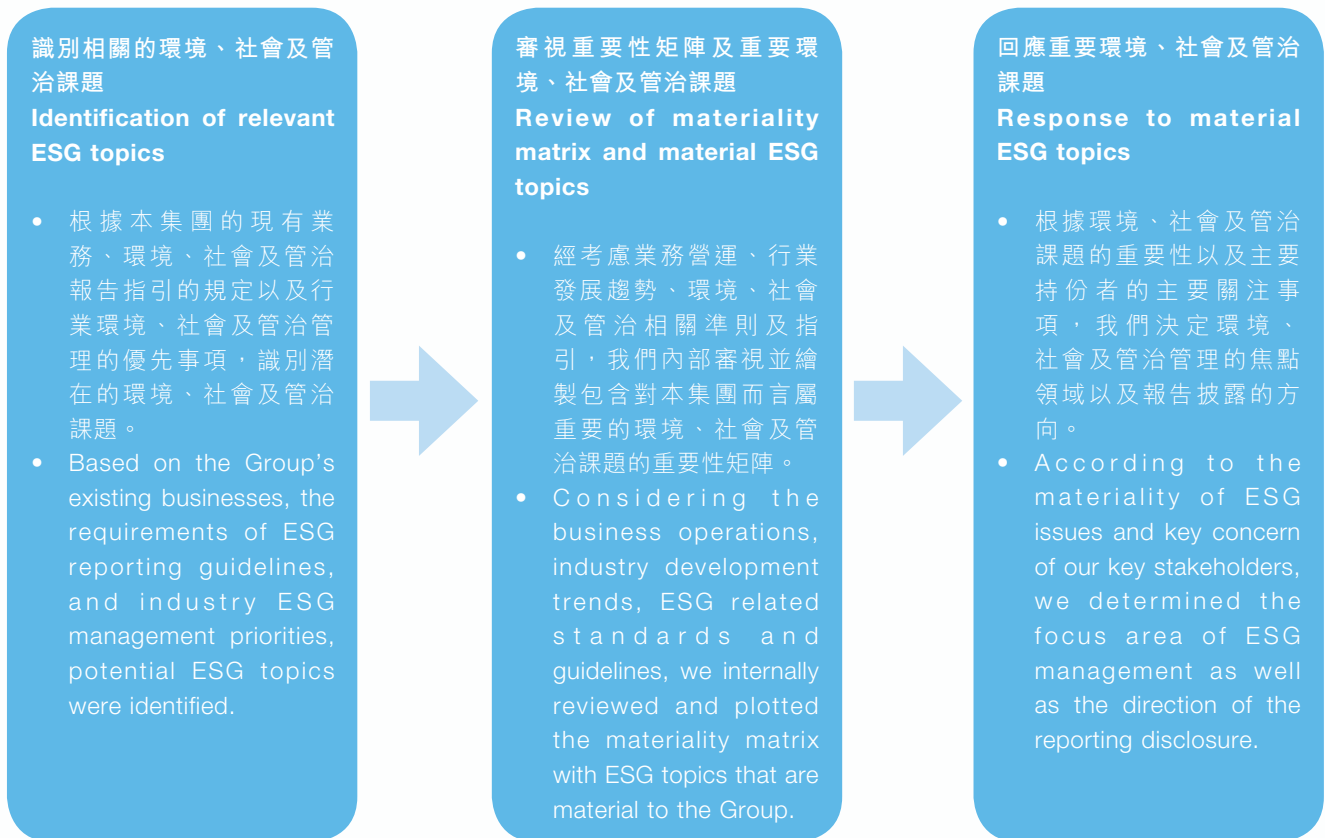 識別相關的環境、社會及管
治課題
Identification of relevant
ESG topics
• 根據本集團的現有業
務、環境、社會及管治
報告指引的規定以及行
業環境、社會及管治管
理的優先事項，識別潛
在的環境、社會及管治
課題。
• Based on the Group's
existing businesses, the
requirements of ESG
reporting guidelines,
and industry ESG
management priorities,
potential ESG topics
were identified.
審視重要性矩陣及重要環
境、社會及管治課題
Review of materiality
matrix and material ESG
topics
• 經考慮業務營運、行業
發展趨勢、環境、社會
及管治相關準則及指
引，我們內部審視並繪
製包含對本集團而言屬
重要的環境、社會及管
治課題的重要性矩陣。
• Considering the
business operations,
industry development
trends, ESG related
standards and
guidelines, we internally
reviewed and plotted
the materiality matrix
with ESG topics that are
material to the Group.
回應重要環境、社會及管治
課題
Response to material
ESG topics
• 根據環境、社會及管治
課題的重要性以及主要
持份者的主要關注事
項，我們決定環境、
社會及管治管理的焦點
領域以及報告披露的方
向。
• According to the
materiality of ESG
issues and key concern
of our key stakeholders,
we determined the
focus area of ESG
management as well
as the direction of the
reporting disclosure.